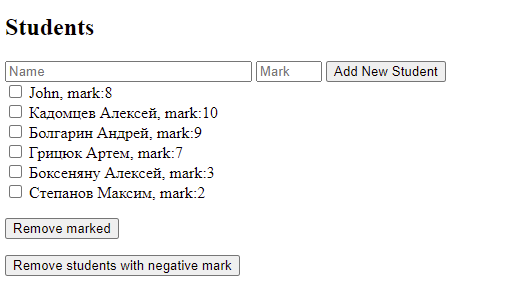 Students
Name Mark Add New Student
John, mark:8
Кадомцев Алексей, mark:10
Болгарин Андрей, mark:9
Грицюк Артем, mark:7
Боксеняну Алексей, mark:3
Степанов Максим, mark:2
Remove marked
Remove students with negative mark